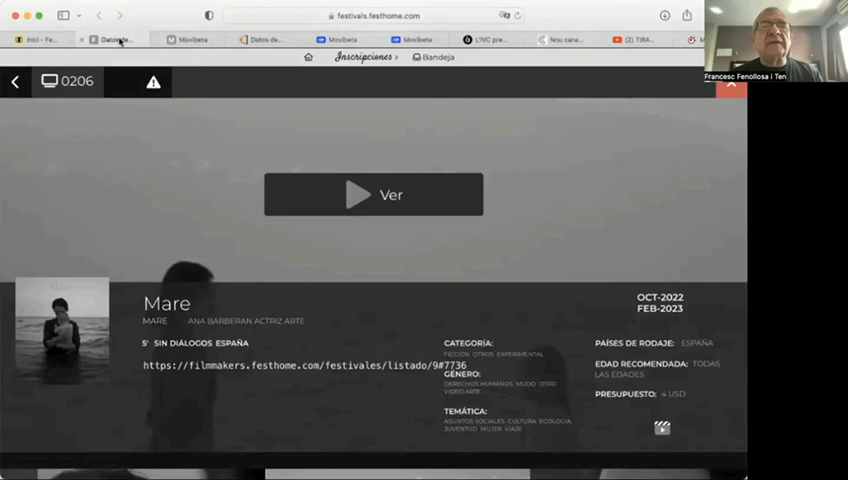 festivals.festhome.com
Inici – Fe...
Datos de...
Movibeta
Datos de...
Movibeta
Movibeta
L'IVC pre...
Nou cana...
(2) TIRA...
Inscripciones ›
Bandeja
Francesc Fenollosa i Ten
0206
Ver
Mare
Mare
MARE ANA BARBERAN ACTRIZ ARTE
OCT-2022
FEB-2023
5' SIN DIÁLOGOS ESPAÑA
https://filmmakers.festhome.com/festivales/listado/9#7736
CATEGORÍA:
FICCIÓN OTROS EXPERIMENTAL
GÉNERO:
DERECHOS HUMANOS MUDO OTRO
VIDEO ARTE
TEMÁTICA:
ASUNTOS SOCIALES CULTURA ECOLOGIA
JUVENTUD MUJER VIAJE
PAÍSES DE RODAJE: ESPAÑA
EDAD RECOMENDADA: TODAS
LAS EDADES
PRESUPUESTO: 4 USD